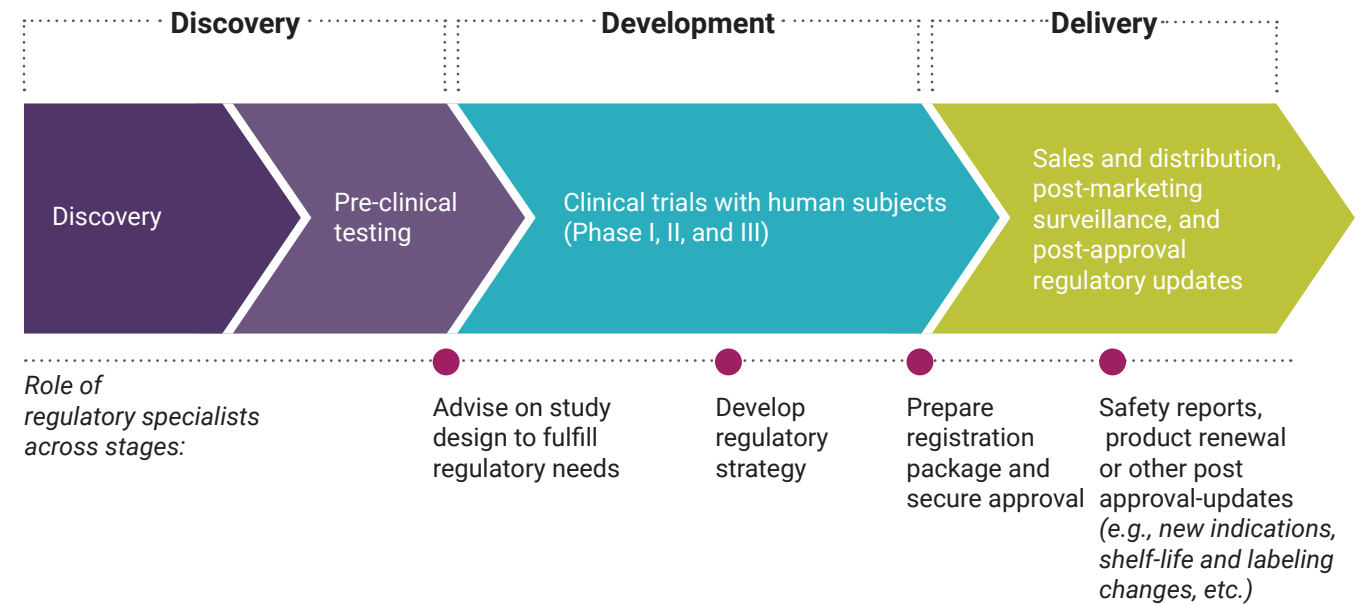 Discovery
Development
Delivery
Discovery
Pre-clinical
testing
Clinical trials with human subjects
(Phase I, II, and III)
Sales and distribution,
post-marketing
surveillance, and
post-approval
regulatory updates
Role of
regulatory specialists
across stages:
Advise on study
design to fulfill
regulatory needs
Develop
regulatory
strategy
Prepare
registration
package and
secure approval
Safety reports,
product renewal
or other post
approval-updates
(e.g., new indications,
shelf-life and labeling
changes, etc.)